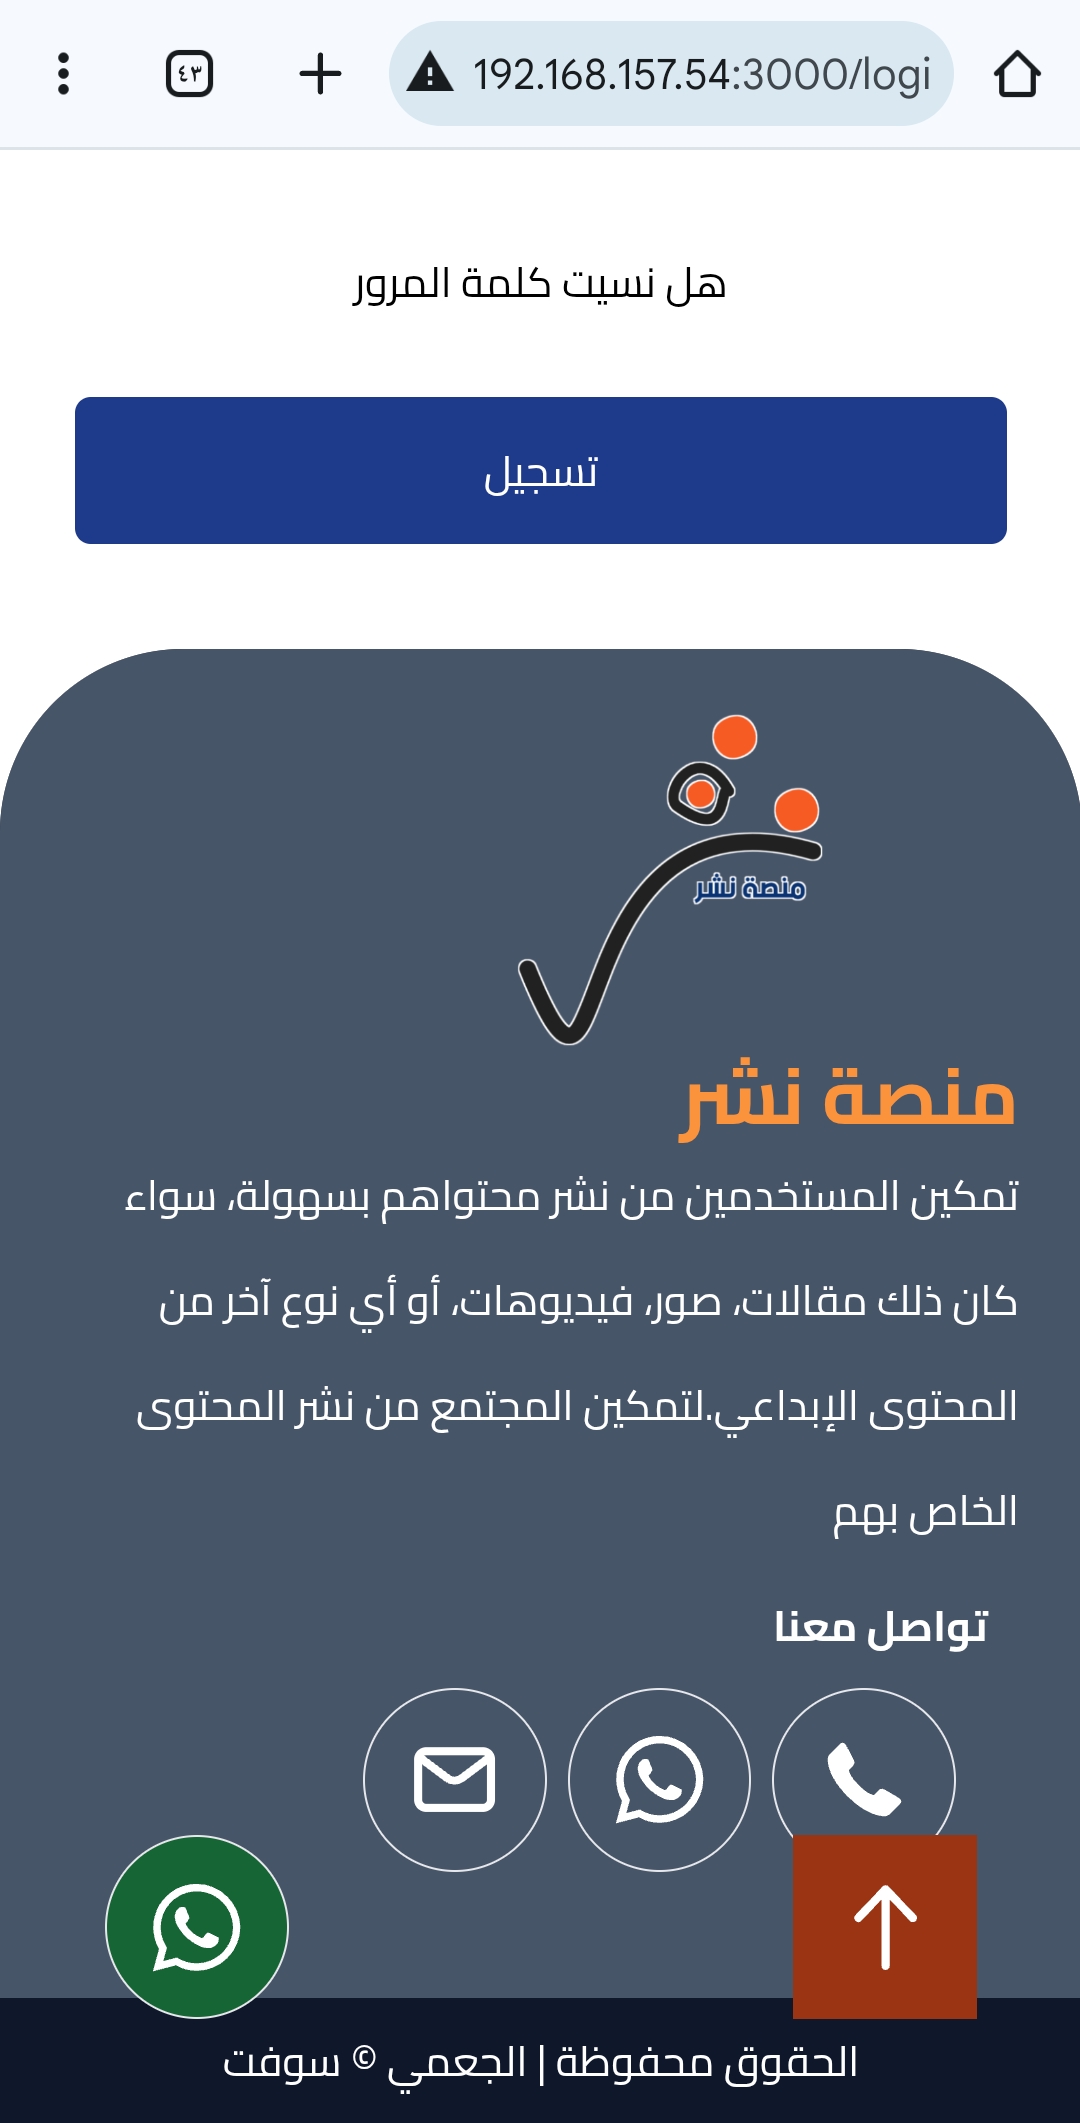 ٤٣
192.168.157.54:3000/logi
هل نسيت كلمة المرور
تسجيل
منصة نشر
منصة نشر
تمكين المستخدمين من نشر محتواهم بسهولة، سواء
كان ذلك مقالات، صور، فيديوهات، أو أي نوع آخر من
المحتوى الإبداعي.لتمكين المجتمع من نشر المحتوى
الخاص بهم
تواصل معنا
الحقوق محفوظة | الجعمي © سوفت